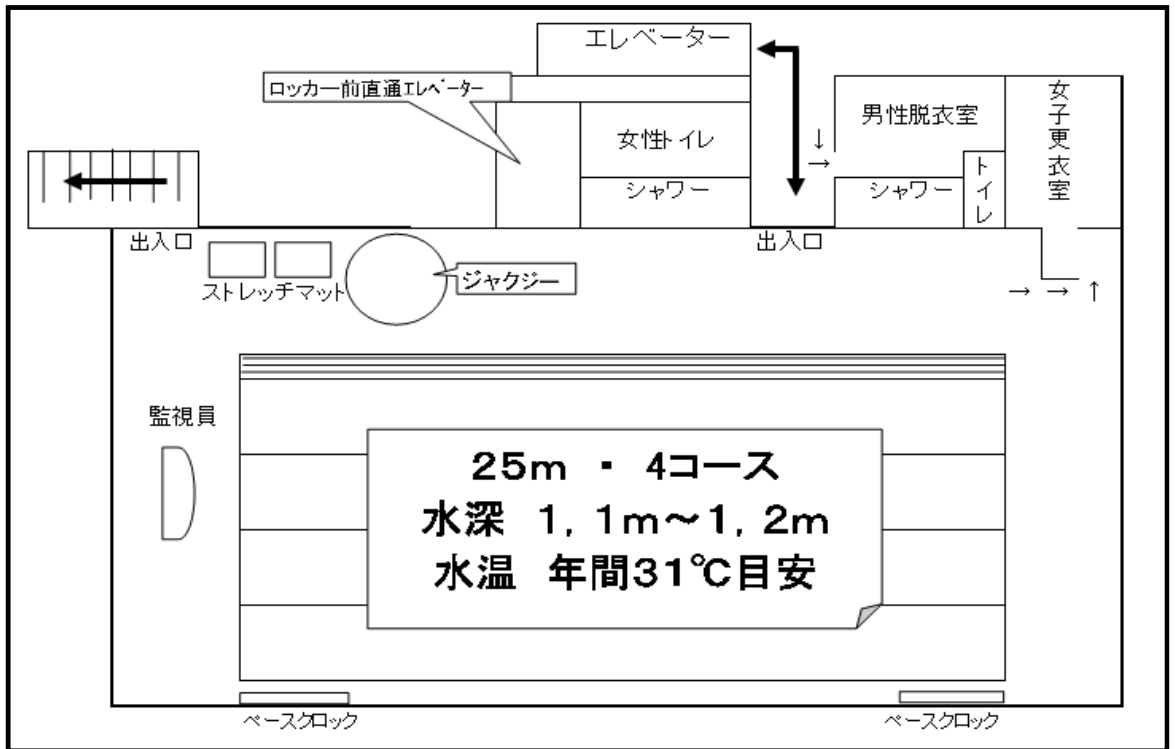 エレベーター
ロッカー前直通エレベーター
女性トイレ
シャワー
↓
→
男性脱衣室
シャワー
トイレ
女子更衣室
出入口
出入口
ストレッチマット
ジャクジー
→ → ↑
監視員
25m ・ 4コース
水深 1,1m～1,2m
水温 年間31℃目安
ペースクロック
ペースクロック